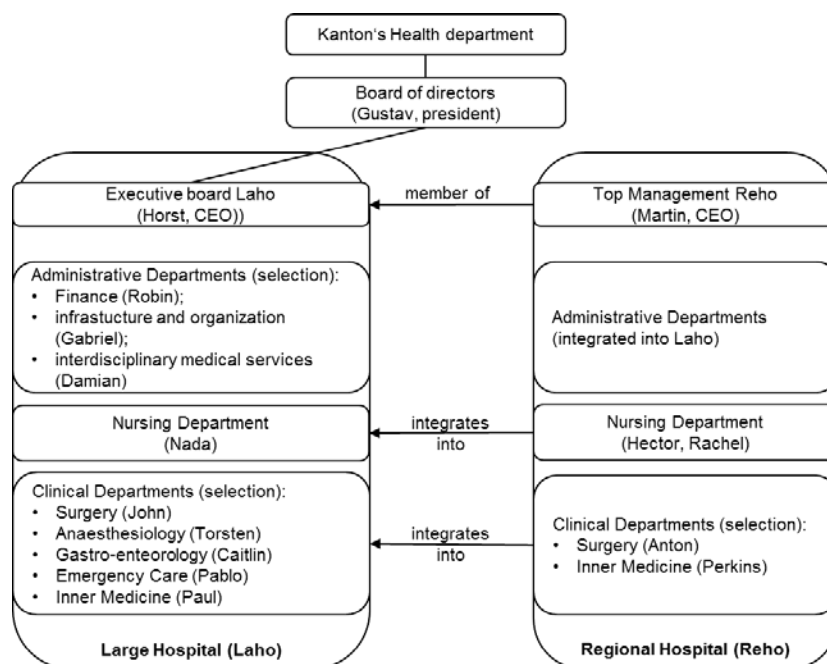 Kanton's Health department
Board of directors
(Gustav, president)
Executive board Laho
(Horst, CEO))
member of
Top Management Reho
(Martin, CEO)
Administrative Departments (selection):
• Finance (Robin);
• infrastucture and organization
(Gabriel);
• interdisciplinary medical services
(Damian)
Administrative Departments
(integrated into Laho)
Nursing Department
(Nada)
integrates
into
Nursing Department
(Hector, Rachel)
Clinical Departments (selection):
• Surgery (John)
• Anaesthesiology (Torsten)
• Gastro-enteorology (Caitlin)
• Emergency Care (Pablo)
• Inner Medicine (Paul)
integrates
into
Clinical Departments (selection):
• Surgery (Anton)
• Inner Medicine (Perkins)
Large Hospital (Laho)
Regional Hospital (Reho)